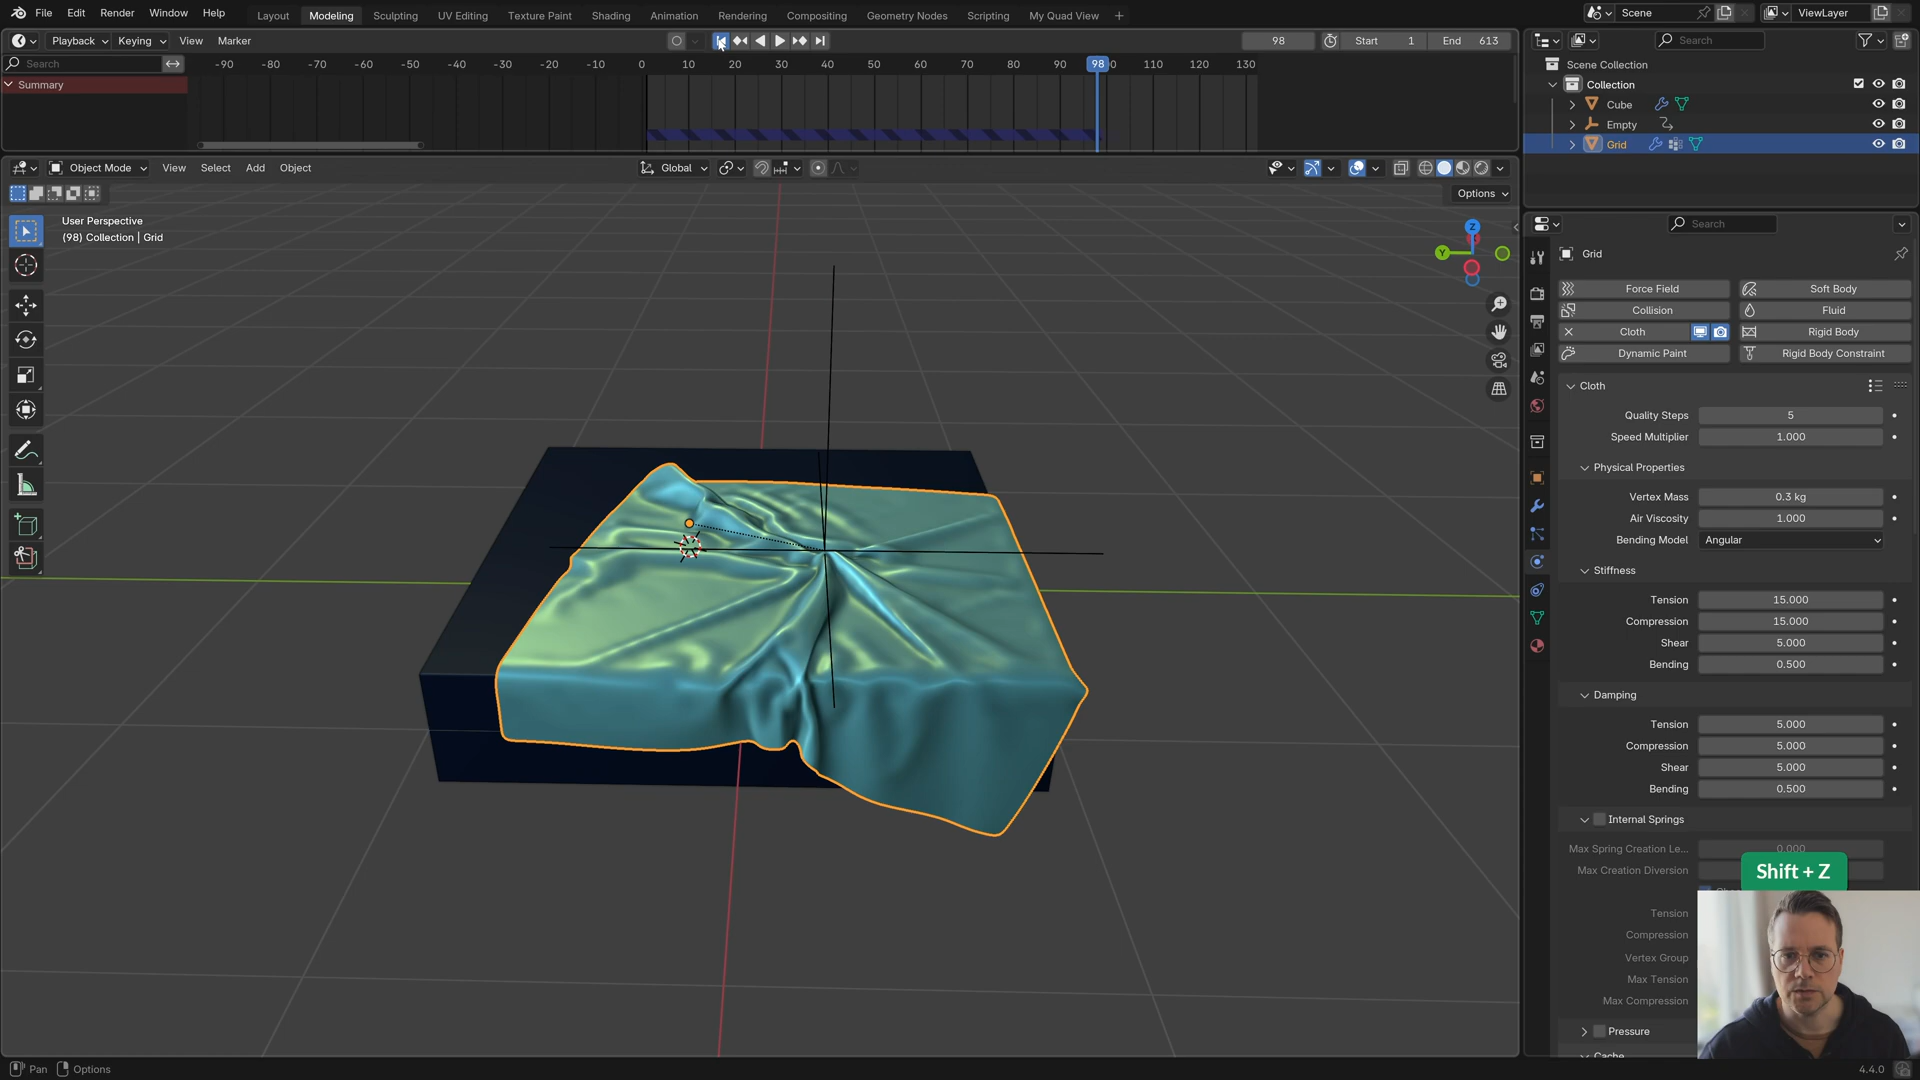 File Edit Render Window Help
Layout Modeling Sculpting UV Editing Texture Paint Shading Animation Rendering Compositing Geometry Nodes Scripting My Quad View +
Scene ViewLayer
Playback Keying View Marker
98 Start 1 End 613
Search
Search
-90 -80 -70 -60 -50 -40 -30 -20 -10 0 10 20 30 40 50 60 70 80 90 98 110 120 130
Summary
Scene Collection
Collection
Cube
Empty
Grid
Object Mode View Select Add Object
Global
Options
User Perspective
(98) Collection | Grid
Z
Y
Search
Grid
Force Field Soft Body
Collision Fluid
Cloth Rigid Body
Dynamic Paint Rigid Body Constraint
Cloth
Quality Steps 5
Speed Multiplier 1.000
Physical Properties
Vertex Mass 0.3 kg
Air Viscosity 1.000
Bending Model Angular
Stiffness
Tension 15.000
Compression 15.000
Shear 5.000
Bending 0.500
Damping
Tension 5.000
Compression 5.000
Shear 5.000
Bending 0.500
Internal Springs
Max Spring Creation Le... 0.000
Max Creation Diversion
Shift + Z
Tension
Compression
Vertex Group
Max Tension
Max Compression
Pressure
Cache
Pan Options
4.4.0